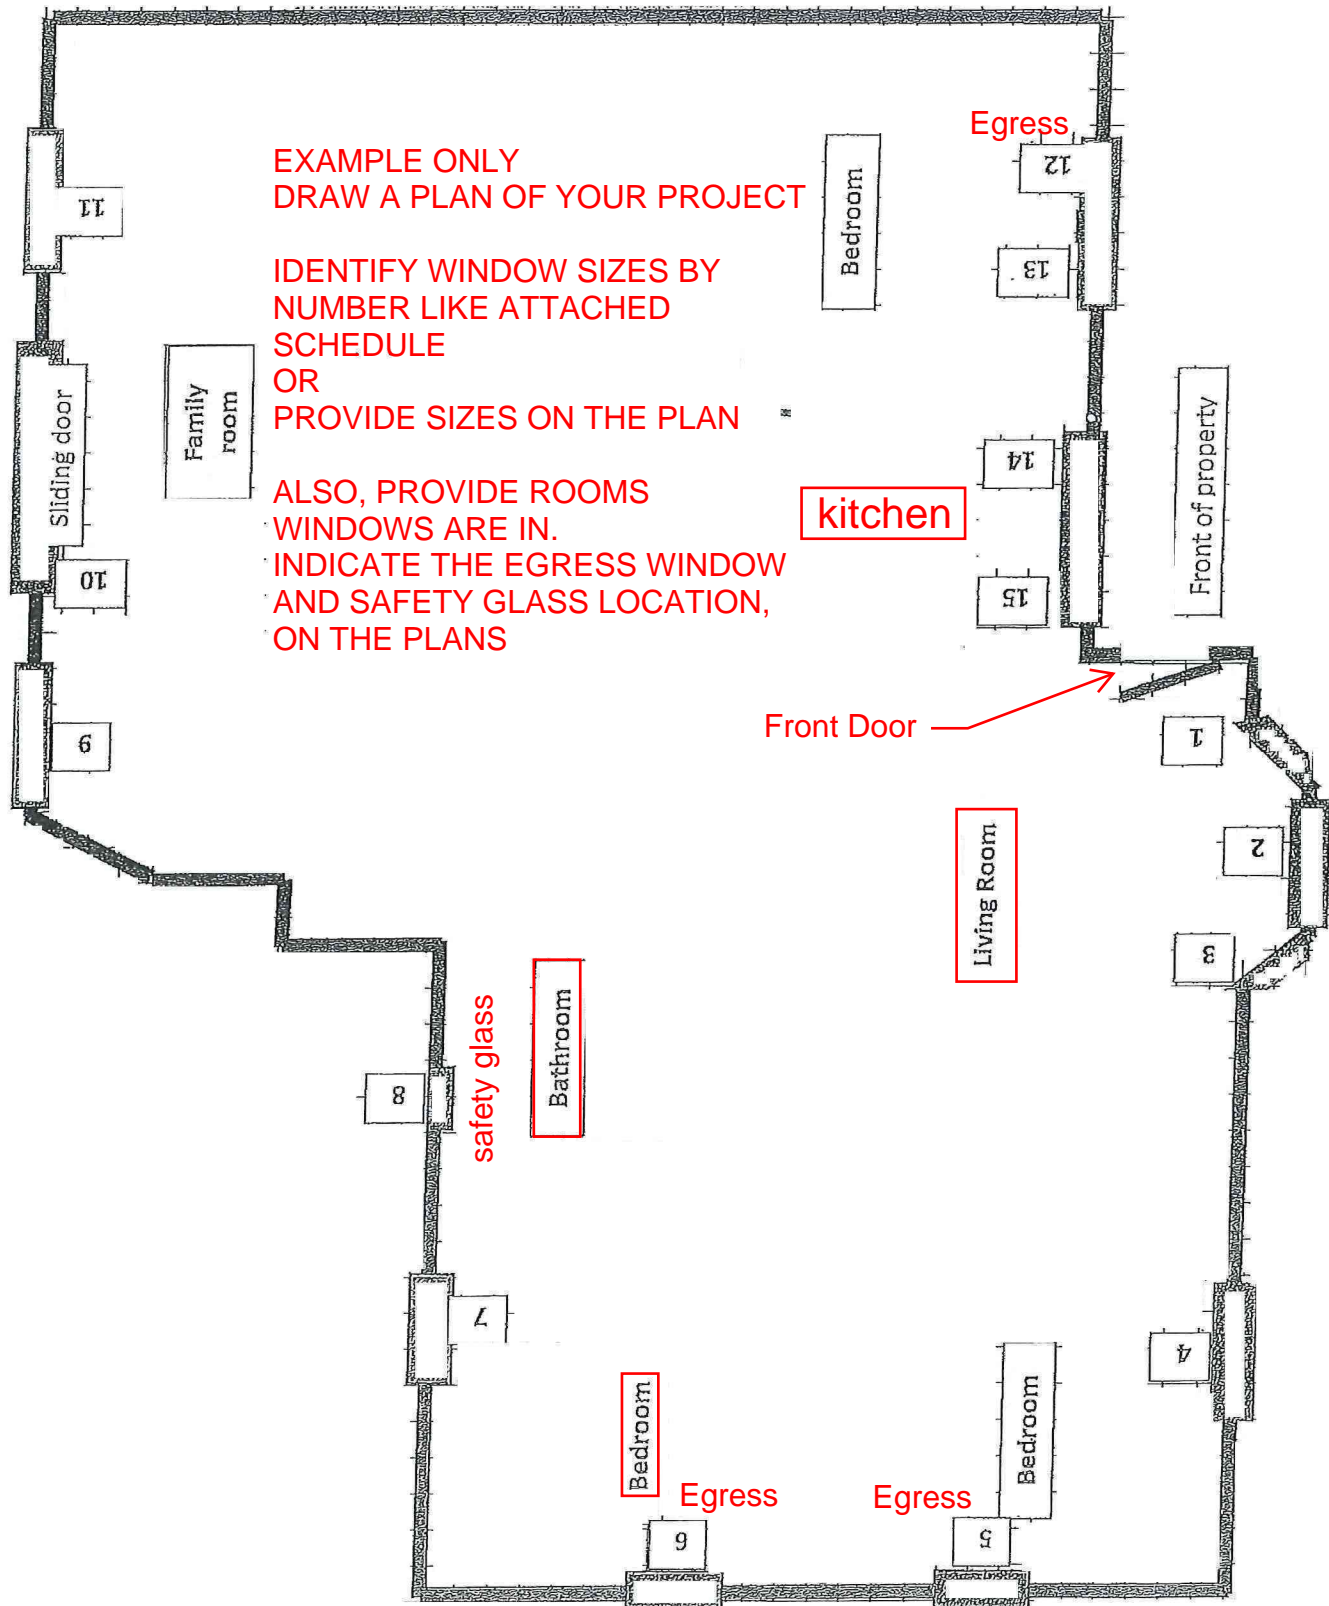 Egress
12
EXAMPLE ONLY
DRAW A PLAN OF YOUR PROJECT
11
Bedroom
13
IDENTIFY WINDOW SIZES BY
NUMBER LIKE ATTACHED
SCHEDULE
OR
PROVIDE SIZES ON THE PLAN
Sliding door
Family
room
14
Front of property
ALSO, PROVIDE ROOMS
WINDOWS ARE IN.
INDICATE THE EGRESS WINDOW
AND SAFETY GLASS LOCATION,
ON THE PLANS
kitchen
10
15
Front Door
9
1
2
Living Room
3
safety glass
Bathroom
8
7
4
Bedroom
Bedroom
Egress
Egress
6
5